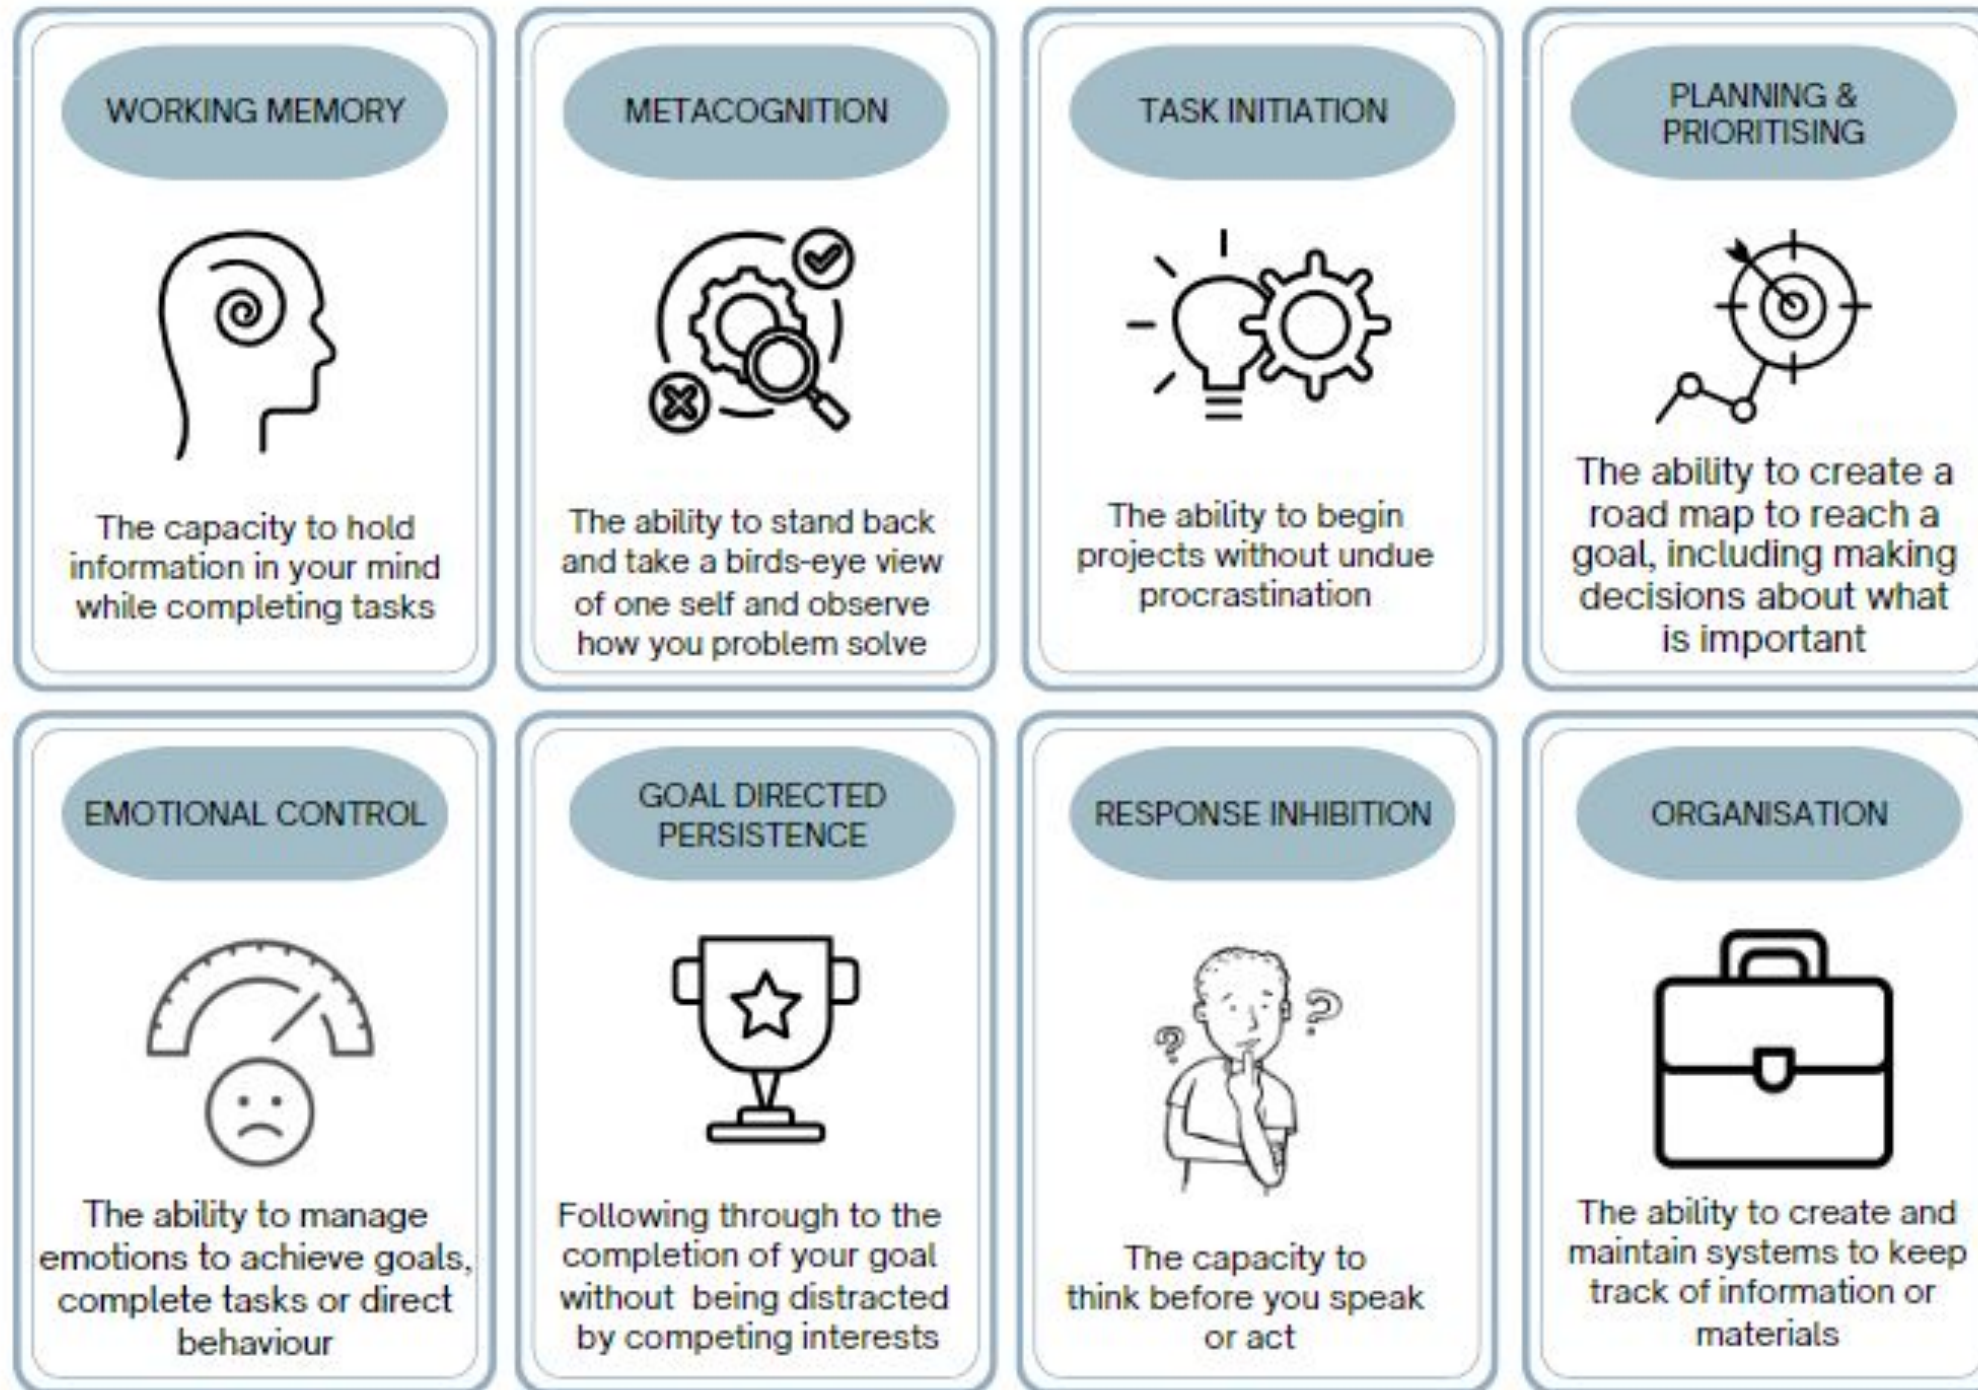 WORKING MEMORY
The capacity to hold
information in your mind
while completing tasks
METACOGNITION
The ability to stand back
and take a birds-eye view
of one self and observe
how you problem solve
TASK INITIATION
The ability to begin
projects without undue
procrastination
PLANNING &
PRIORITISING
The ability to create a
road map to reach a
goal, including making
decisions about what
is important
EMOTIONAL CONTROL
The ability to manage
emotions to achieve goals,
complete tasks or direct
behaviour
GOAL DIRECTED
PERSISTENCE
Following through to the
completion of your goal
without being distracted
by competing interests
RESPONSE INHIBITION
? ?
The capacity to
think before you speak
or act
ORGANISATION
The ability to create and
maintain systems to keep
track of information or
materials